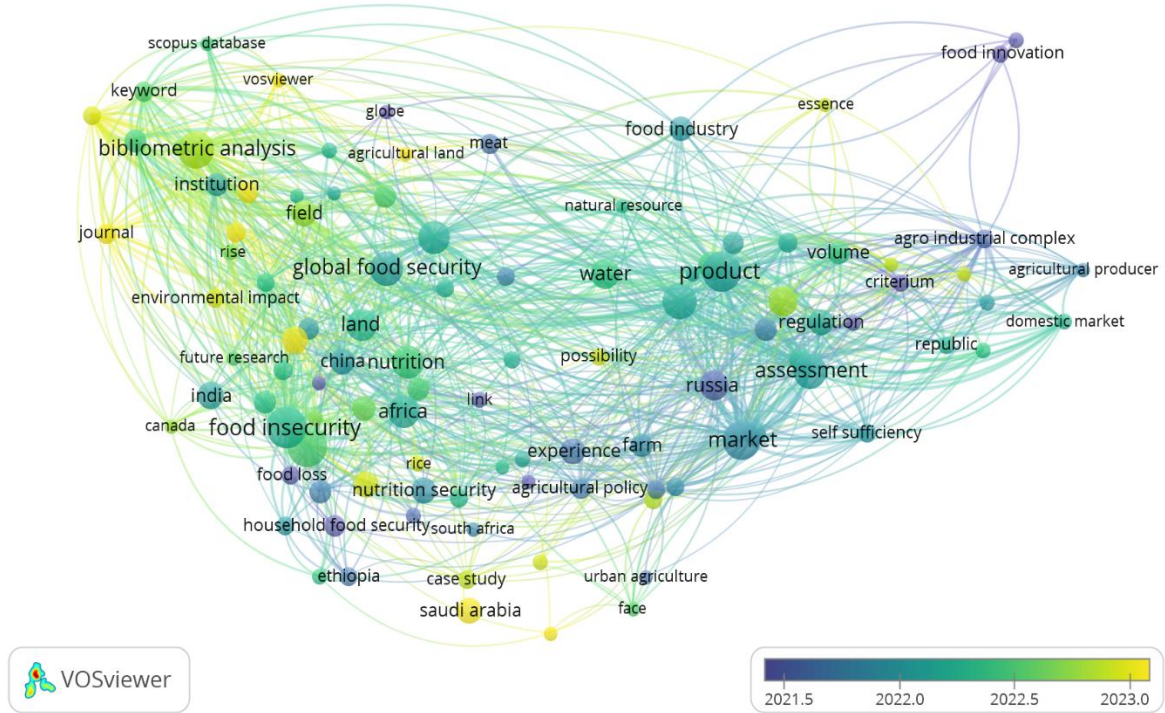 scopus database
food innovation
vosviewer
keyword
essence
globe
food industry
bibliometric analysis
meat
agricultural land
institution
natural resource
field
journal
agro industrial complex
rise
volume
global food security
water
product
agricultural producer
criterium
environmental impact
land
regulation
domestic market
republic
future research
china
nutrition
possibility
assessment
russia
india
link
africa
canada
food insecurity
self sufficiency
market
experience
farm
rice
food loss
nutrition security
agricultural policy
household food security
south africa
ethiopia
case study
urban agriculture
saudi arabia
face
VOSviewer
2021.5 2022.0 2022.5 2023.0